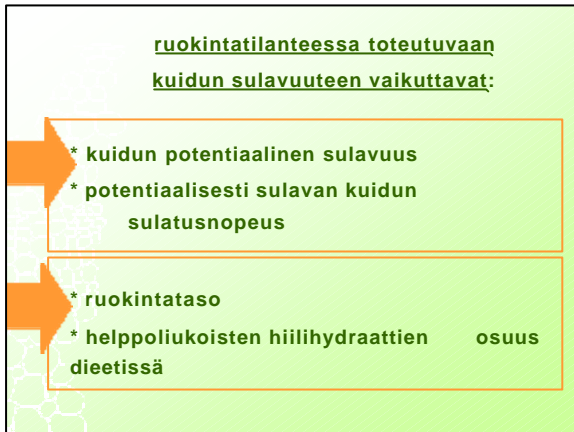 ruokintatilanteessa toteutuvaan
kuidun sulavuuteen vaikuttavat:
* kuidun potentiaalinen sulavuus
* potentiaalisesti sulavan kuidun
sulatusnopeus
* ruokintataso
* helppoliukoisten hiilihydraattien osuus
dieetissä